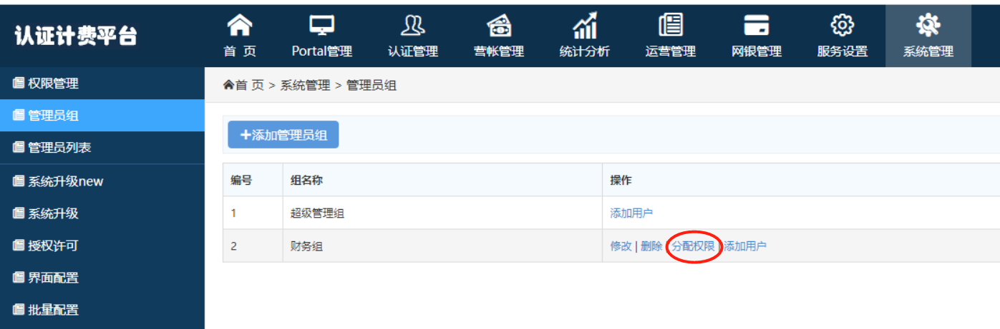 认证计费平台
首 页
Portal管理
认证管理
营帐管理
统计分析
运营管理
网银管理
服务设置
系统管理
权限管理
管理员组
管理员列表
系统升级new
系统升级
授权许可
界面配置
批量配置
首 页 > 系统管理 > 管理员组
+添加管理员组
编号 组名称 操作
1 超级管理组 添加用户
2 财务组 修改 | 删除 | 分配权限 | 添加用户